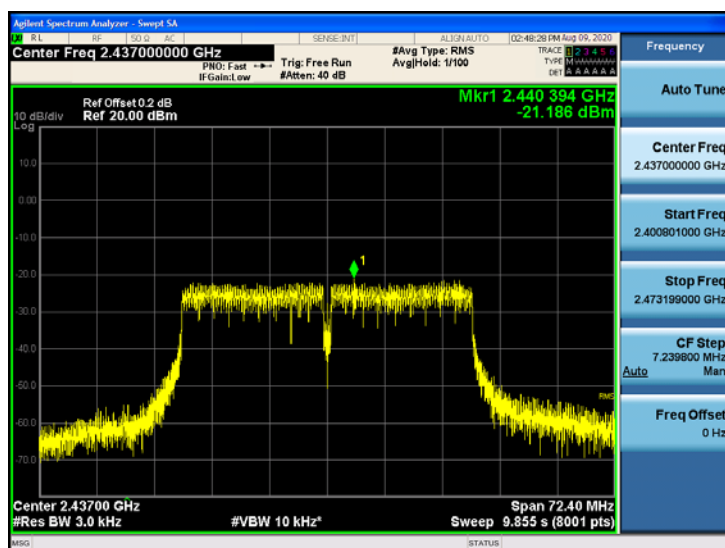 Agilent Spectrum Analyzer - Swept SA
RL RF 50 Ω AC SENSE:INT ALIGN AUTO 02:48:28 PM Aug 09, 2020
Center Freq 2.437000000 GHz
PNO: Fast
IFGain:Low
Trig: Free Run
#Atten: 40 dB
#Avg Type: RMS
Avg|Hold: 1/100
TRACE 1 2 3 4 5 6
TYPE M
DET A A A A A A
Ref Offset 0.2 dB
Ref 20.00 dBm
10 dB/div
Log
Mkr1 2.440 394 GHz
-21.186 dBm
10.0
0.00
-10.0
1
-20.0
-30.0
-40.0
-50.0
RMS
-60.0
-70.0
Center 2.43700 GHz
#Res BW 3.0 kHz
#VBW 10 kHz*
Span 72.40 MHz
Sweep 9.855 s (8001 pts)
MSG STATUS
Frequency
Auto Tune
Center Freq
2.437000000 GHz
Start Freq
2.400801000 GHz
Stop Freq
2.473199000 GHz
CF Step
7.239800 MHz
Auto Man
Freq Offset
0 Hz